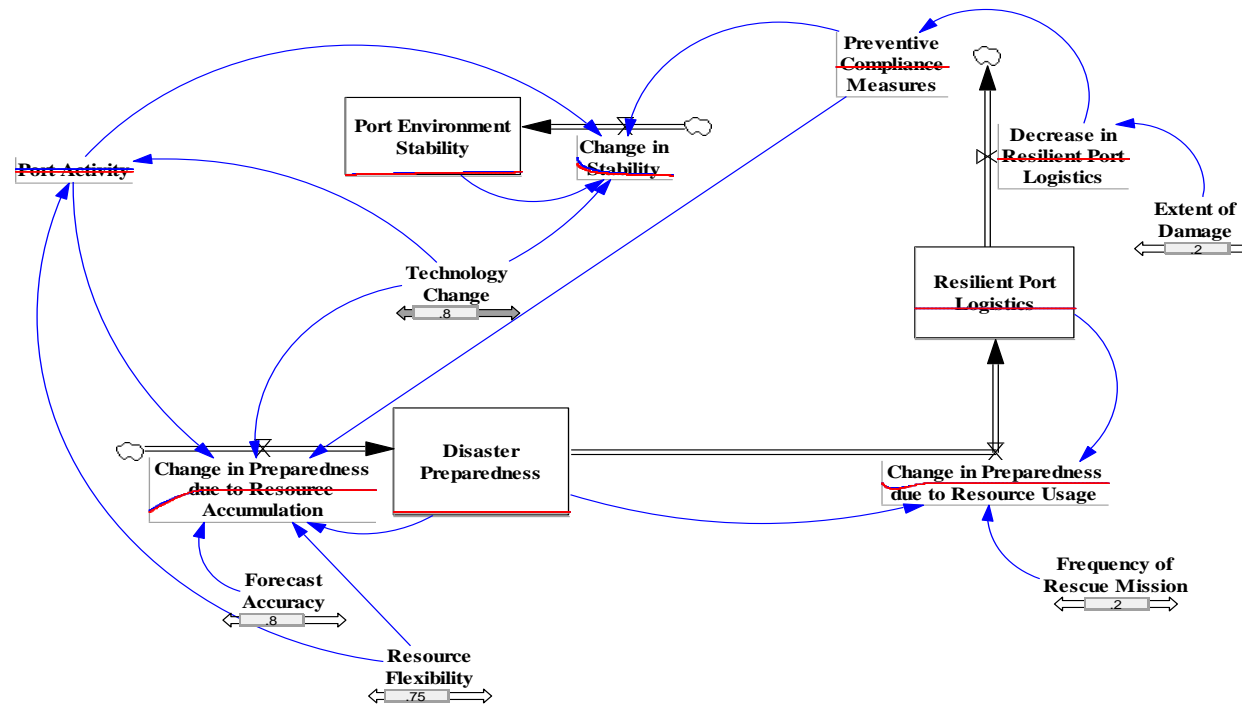 Preventive
Compliance
Measures
Port Environment
Stability
Change in
Stability
Decrease in
Resilient Port
Logistics
Port Activity
Extent of
Damage
.2
Technology
Change
.8
Resilient Port
Logistics
Disaster
Preparedness
Change in Preparedness
due to Resource
Accumulation
Change in Preparedness
due to Resource Usage
Forecast
Accuracy
.8
Frequency of
Rescue Mission
.2
Resource
Flexibility
.75